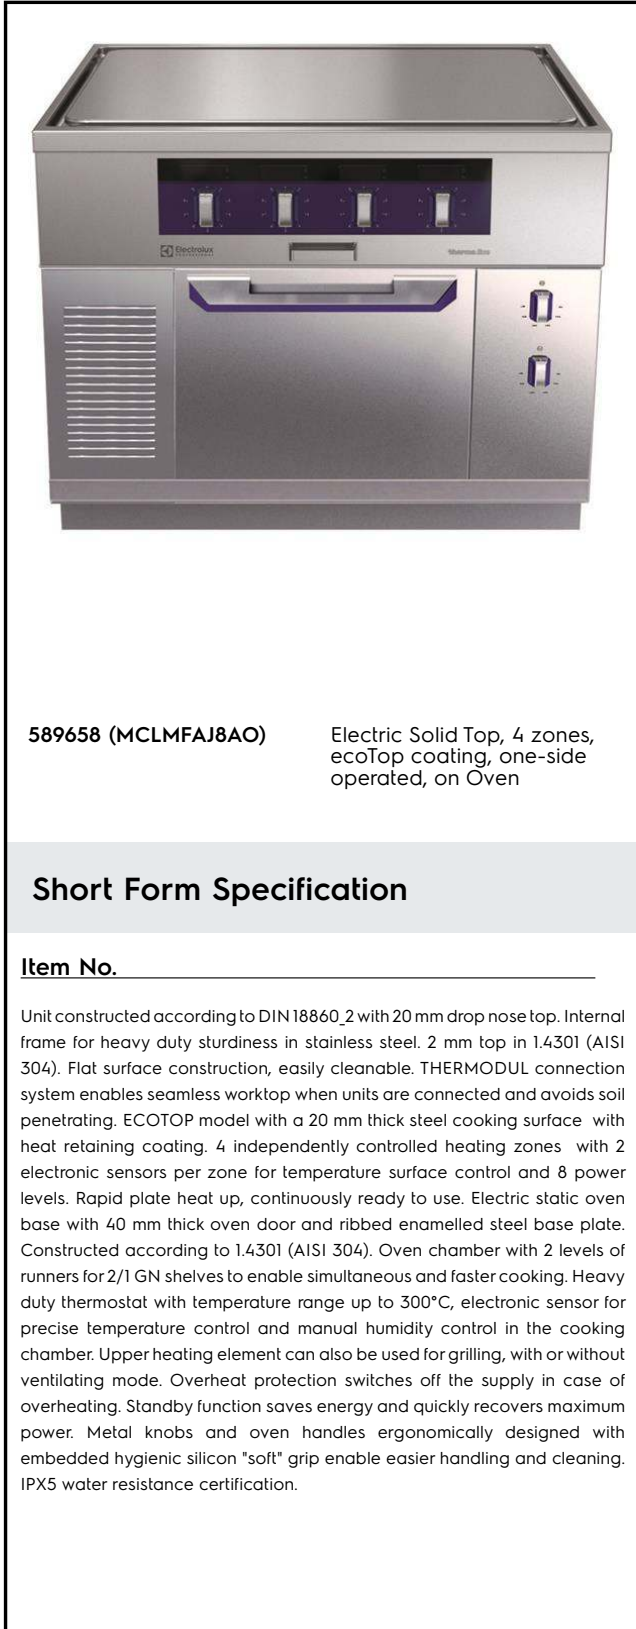 Electrolux
PROFESSIONAL
thermaline
589658 (MCLMFAJ8AO)
Electric Solid Top, 4 zones,
ecoTop coating, one-side
operated, on Oven
Short Form Specification
Item No.
Unit constructed according to DIN 18860_2 with 20 mm drop nose top. Internal
frame for heavy duty sturdiness in stainless steel. 2 mm top in 1.4301 (AISI
304). Flat surface construction, easily cleanable. THERMODUL connection
system enables seamless worktop when units are connected and avoids soil
penetrating. ECOTOP model with a 20 mm thick steel cooking surface with
heat retaining coating. 4 independently controlled heating zones with 2
electronic sensors per zone for temperature surface control and 8 power
levels. Rapid plate heat up, continuously ready to use. Electric static oven
base with 40 mm thick oven door and ribbed enamelled steel base plate.
Constructed according to 1.4301 (AISI 304). Oven chamber with 2 levels of
runners for 2/1 GN shelves to enable simultaneous and faster cooking. Heavy
duty thermostat with temperature range up to 300°C, electronic sensor for
precise temperature control and manual humidity control in the cooking
chamber. Upper heating element can also be used for grilling, with or without
ventilating mode. Overheat protection switches off the supply in case of
overheating. Standby function saves energy and quickly recovers maximum
power. Metal knobs and oven handles ergonomically designed with
embedded hygienic silicon "soft" grip enable easier handling and cleaning.
IPX5 water resistance certification.